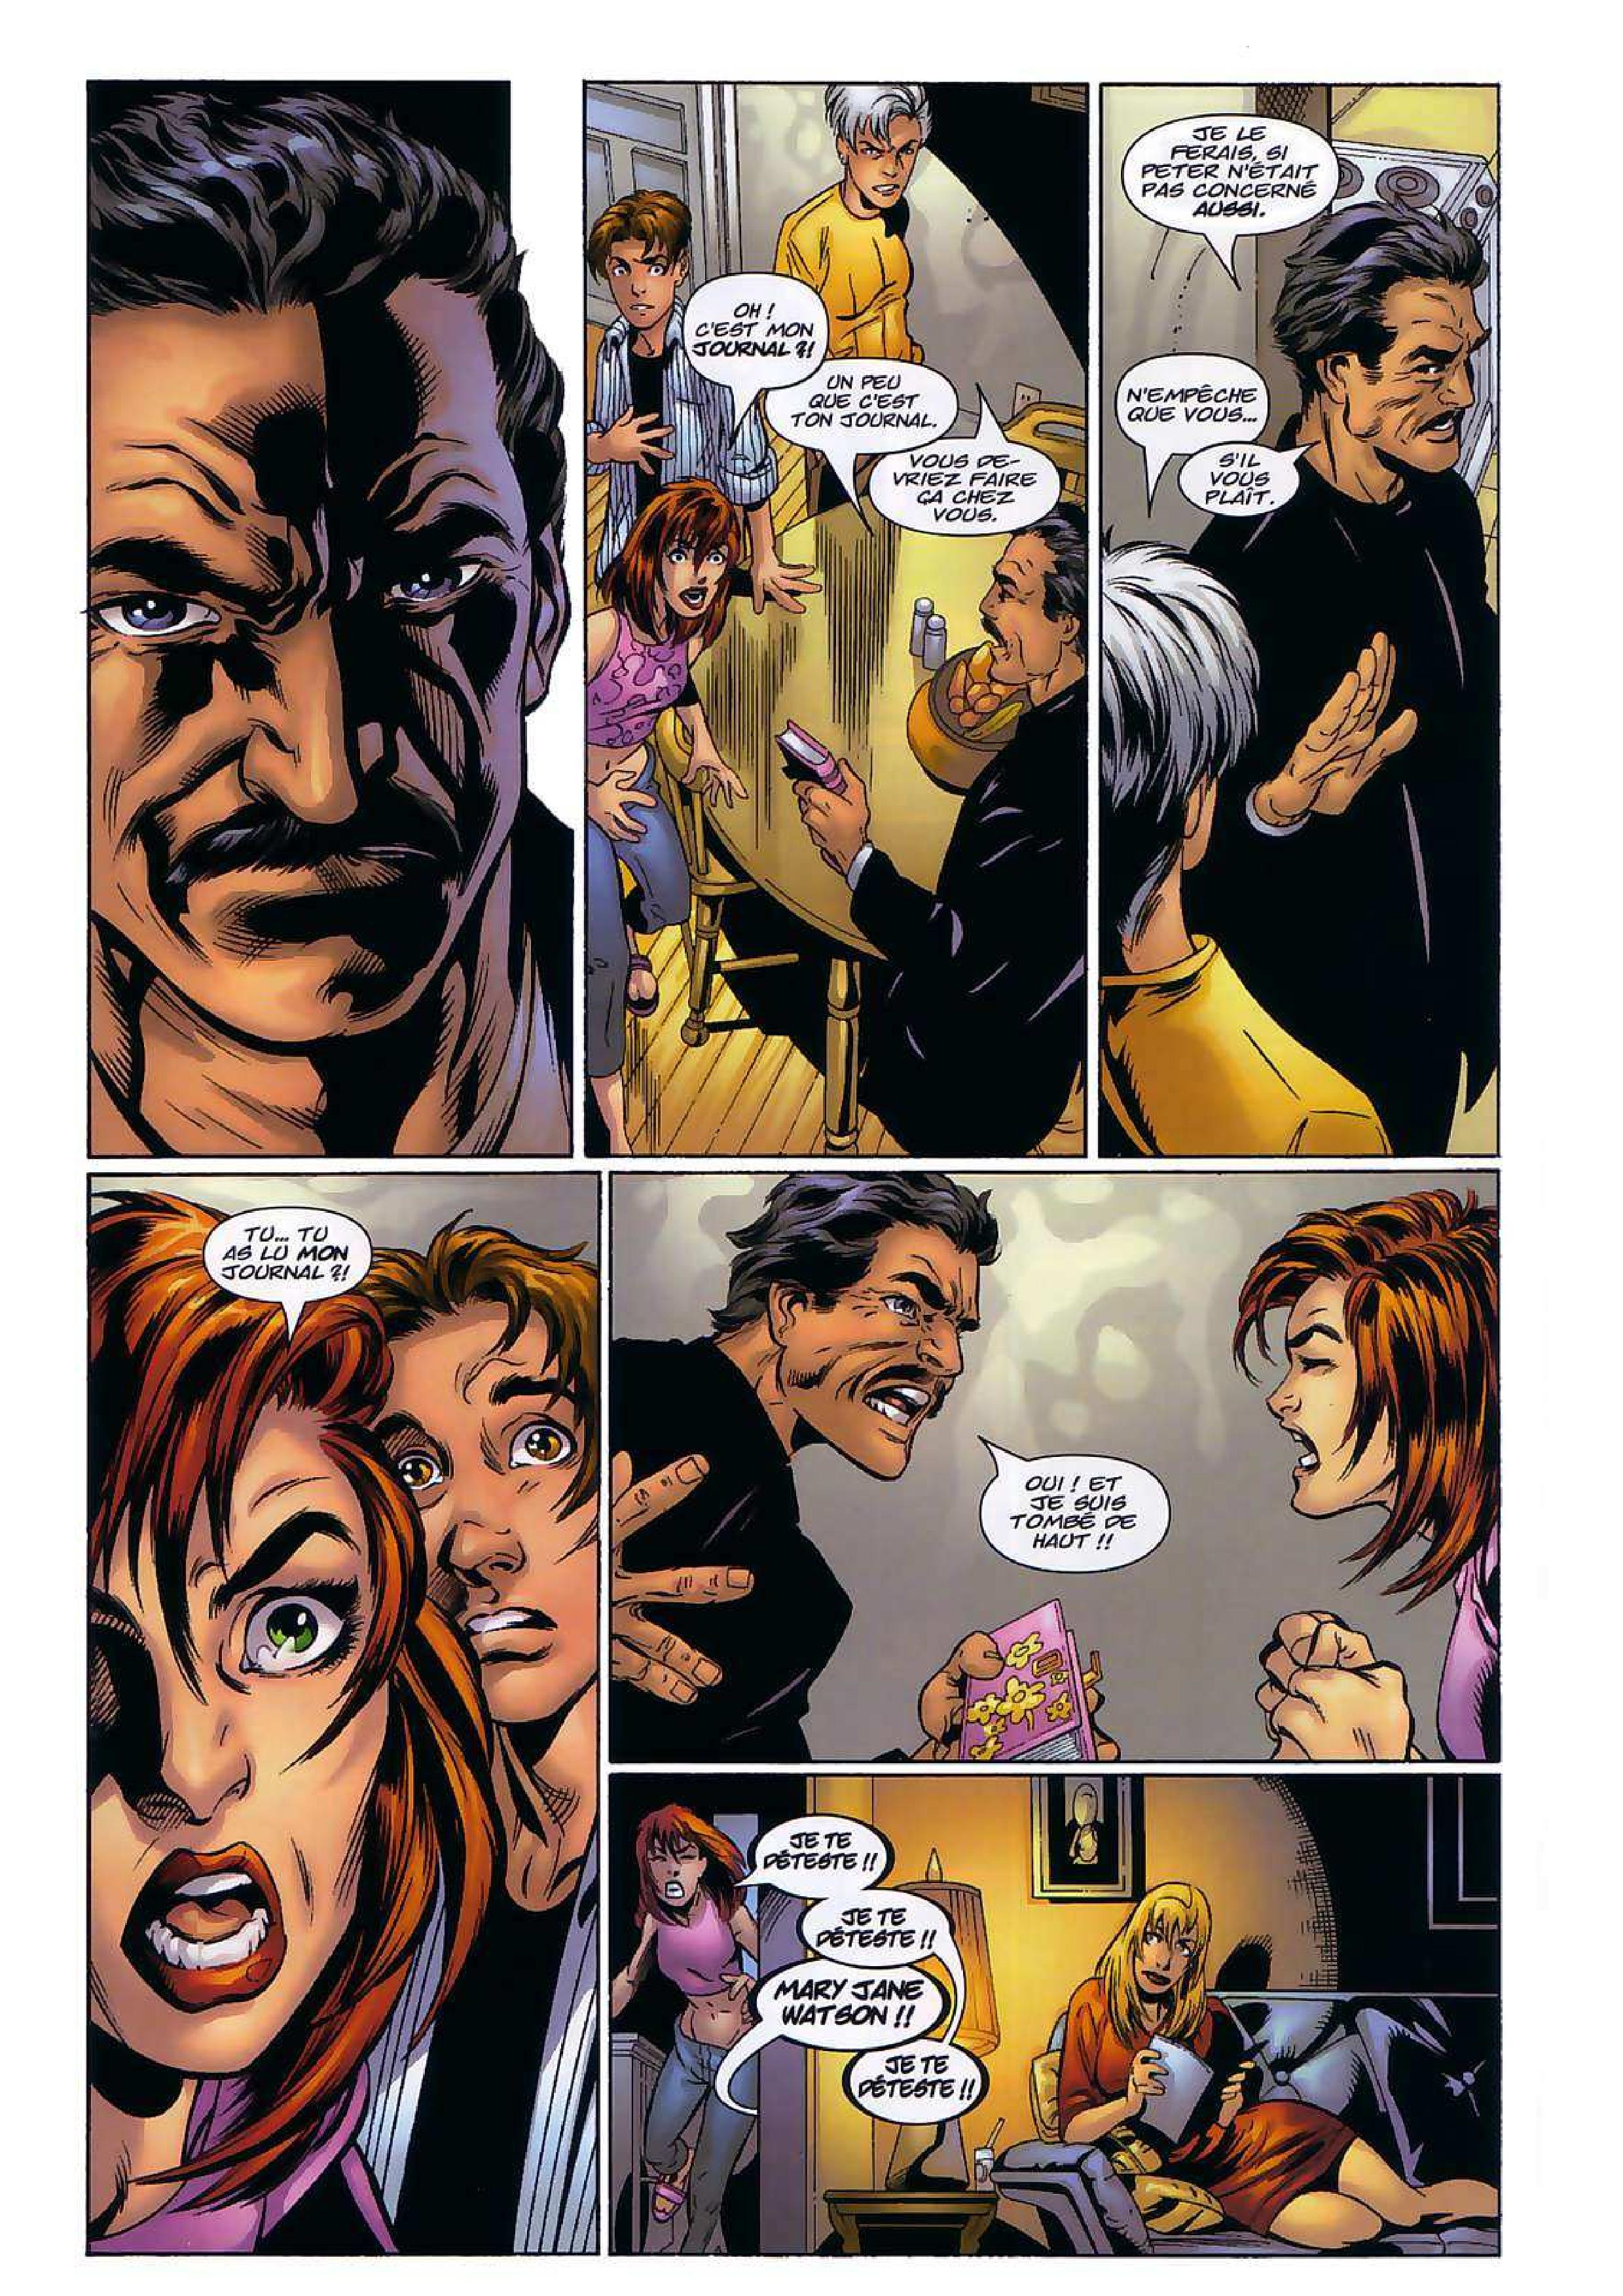 OH !
C'EST MON
JOURNAL ?!
UN PEU
QUE C'EST
TON JOURNAL.
VOUS DE-
VRIEZ FAIRE
ÇA CHEZ
VOUS.
JE LE
FERAIS, SI
PETER N'ÉTAIT
PAS CONCERNÉ
AUSSI.
N'EMPÊCHE
QUE VOUS...
S'IL
VOUS
PLAÎT.
TU... TU
AS LU MON
JOURNAL ?!
OUI ! ET
JE SUIS
TOMBÉ DE
HAUT !!
JE TE
DÉTESTE !!
JE TE
DÉTESTE !!
MARY JANE
WATSON !!
JE TE
DÉTESTE !!